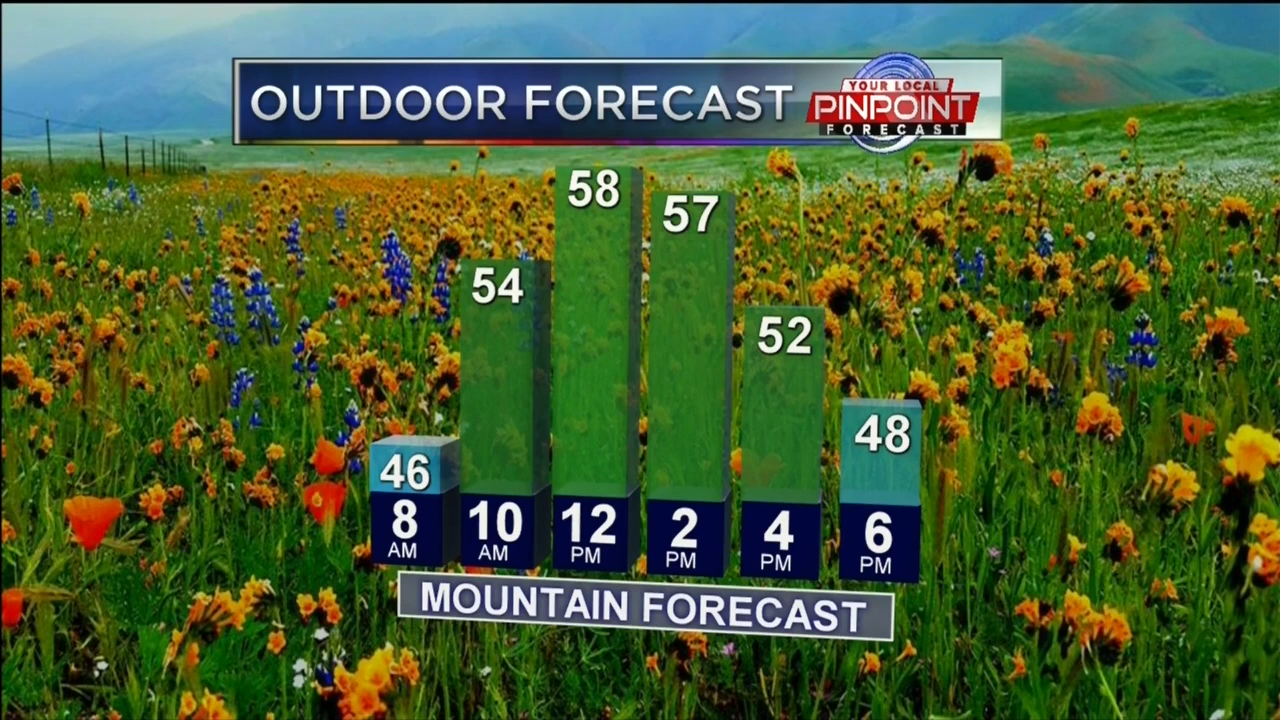 OUTDOOR FORECAST
YOUR LOCAL
PINPOINT
FORECAST
58
57
54
52
48
46
8
AM
10
AM
12
PM
2
PM
4
PM
6
PM
MOUNTAIN FORECAST